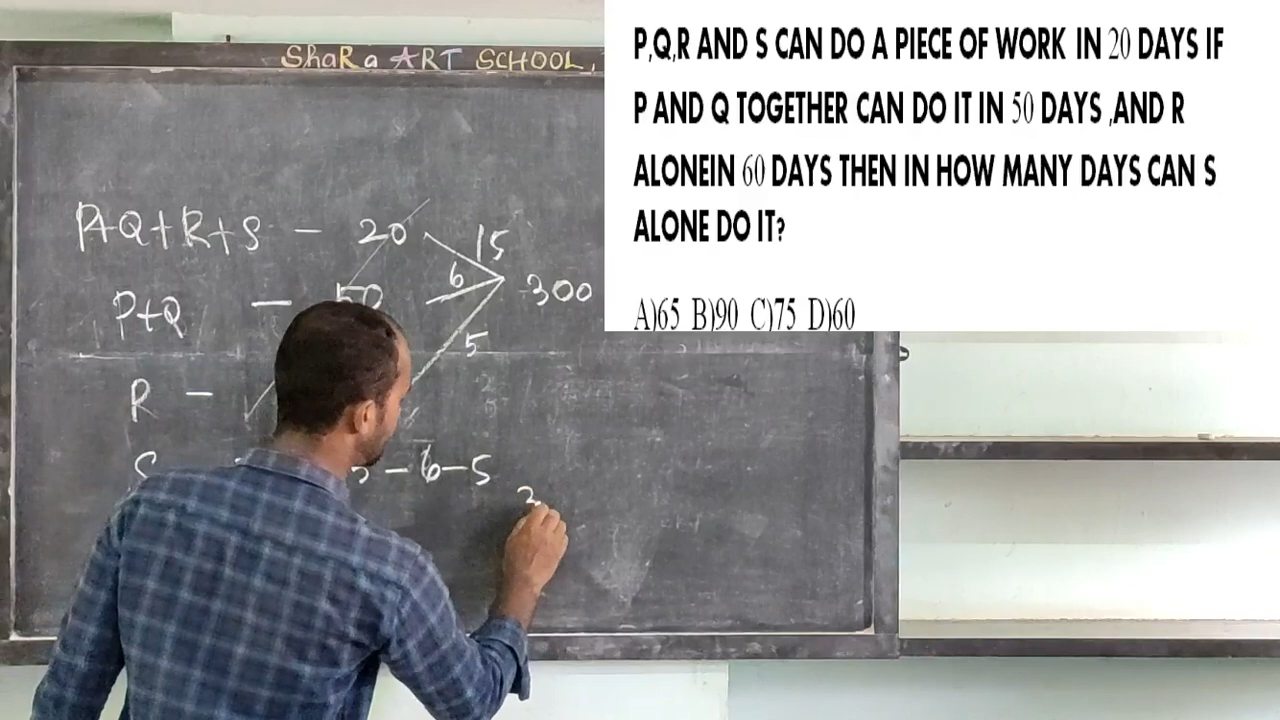 ShaRa ART SCHOOL,
P,Q,R AND S CAN DO A PIECE OF WORK IN 20 DAYS IF
P AND Q TOGETHER CAN DO IT IN 50 DAYS ,AND R
ALONEIN 60 DAYS THEN IN HOW MANY DAYS CAN S
ALONE DO IT?
A)65 B)90 C)75 D)60
P+Q+R+S - 20 15
6 300
P+Q - 50
5
R -
S - 6 - 5